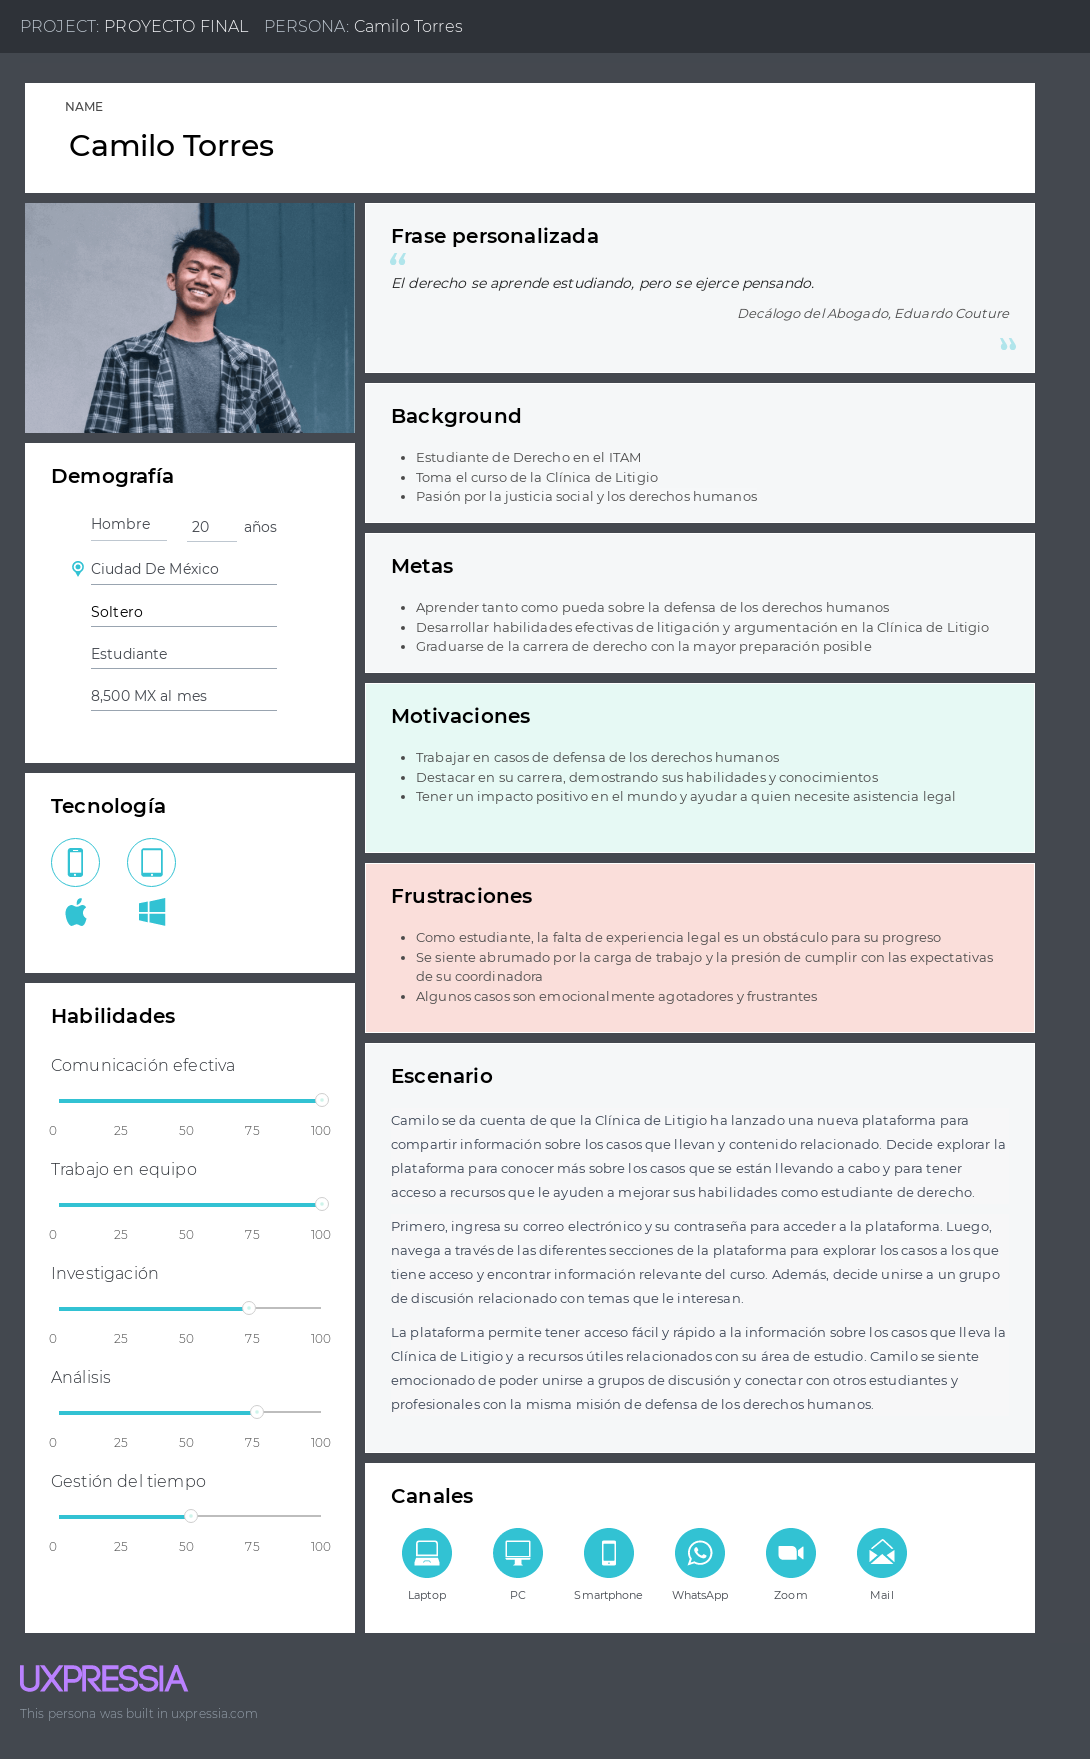 PROJECT: PROYECTO FINAL PERSONA: Camilo Torres
NAME
Camilo Torres
Frase personalizada
“
El derecho se aprende estudiando, pero se ejerce pensando.
Decálogo del Abogado, Eduardo Couture
”
Background
• Estudiante de Derecho en el ITAM
• Toma el curso de la Clínica de Litigio
• Pasión por la justicia social y los derechos humanos
Demografía
Hombre 20 años
Ciudad De México
Soltero
Estudiante
8,500 MX al mes
Metas
• Aprender tanto como pueda sobre la defensa de los derechos humanos
• Desarrollar habilidades efectivas de litigación y argumentación en la Clínica de Litigio
• Graduarse de la carrera de derecho con la mayor preparación posible
Motivaciones
• Trabajar en casos de defensa de los derechos humanos
• Destacar en su carrera, demostrando sus habilidades y conocimientos
• Tener un impacto positivo en el mundo y ayudar a quien necesite asistencia legal
Tecnología
Frustraciones
• Como estudiante, la falta de experiencia legal es un obstáculo para su progreso
• Se siente abrumado por la carga de trabajo y la presión de cumplir con las expectativas
de su coordinadora
• Algunos casos son emocionalmente agotadores y frustrantes
Habilidades
Comunicación efectiva
0 25 50 75 100
Trabajo en equipo
0 25 50 75 100
Investigación
0 25 50 75 100
Análisis
0 25 50 75 100
Gestión del tiempo
0 25 50 75 100
Escenario
Camilo se da cuenta de que la Clínica de Litigio ha lanzado una nueva plataforma para
compartir información sobre los casos que llevan y contenido relacionado. Decide explorar la
plataforma para conocer más sobre los casos que se están llevando a cabo y para tener
acceso a recursos que le ayuden a mejorar sus habilidades como estudiante de derecho.
Primero, ingresa su correo electrónico y su contraseña para acceder a la plataforma. Luego,
navega a través de las diferentes secciones de la plataforma para explorar los casos a los que
tiene acceso y encontrar información relevante del curso. Además, decide unirse a un grupo
de discusión relacionado con temas que le interesan.
La plataforma permite tener acceso fácil y rápido a la información sobre los casos que lleva la
Clínica de Litigio y a recursos útiles relacionados con su área de estudio. Camilo se siente
emocionado de poder unirse a grupos de discusión y conectar con otros estudiantes y
profesionales con la misma misión de defensa de los derechos humanos.
Canales
Laptop PC Smartphone WhatsApp Zoom Mail
UXPRESSIA
This persona was built in uxpressia.com